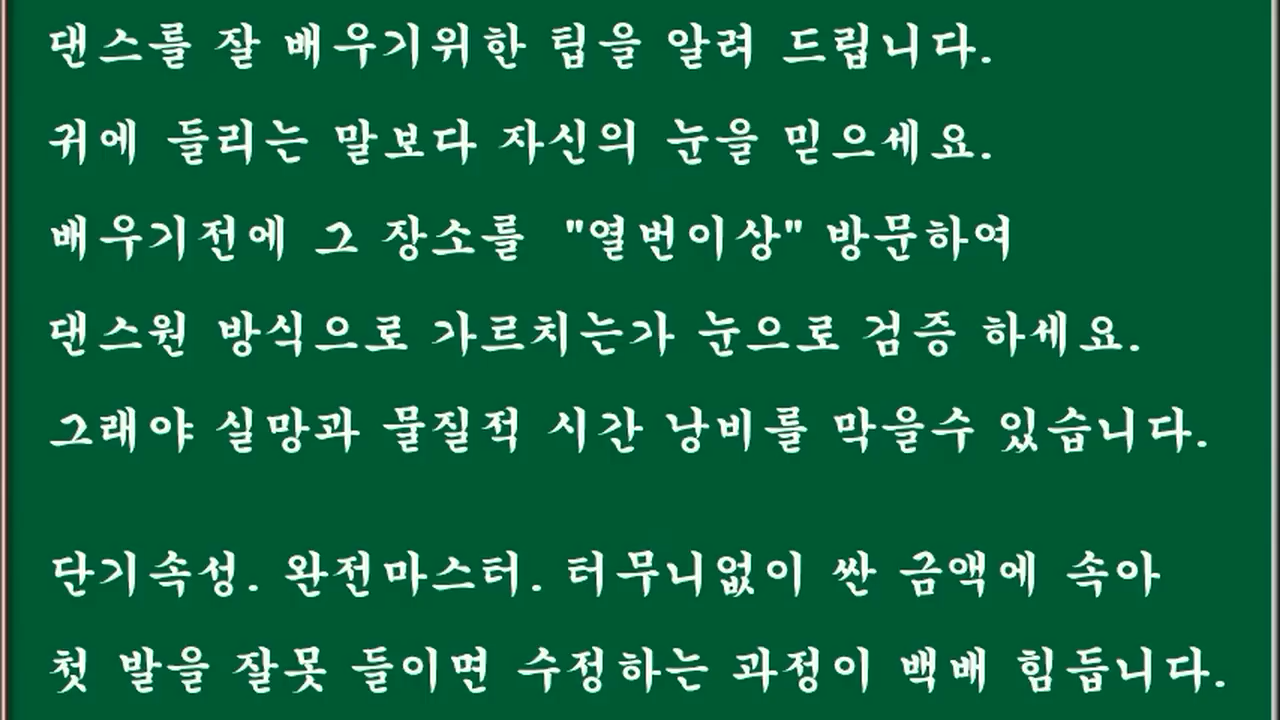 댄스를 잘 배우기위한 팁을 알려 드립니다.
귀에 들리는 말보다 자신의 눈을 믿으세요.
배우기전에 그 장소를 "열번이상" 방문하여
댄스원 방식으로 가르치는가 눈으로 검증 하세요.
그래야 실망과 물질적 시간 낭비를 막을수 있습니다.
단기속성. 완전마스터. 터무니없이 싼 금액에 속아
첫 발을 잘못 들이면 수정하는 과정이 백배 힘듭니다.